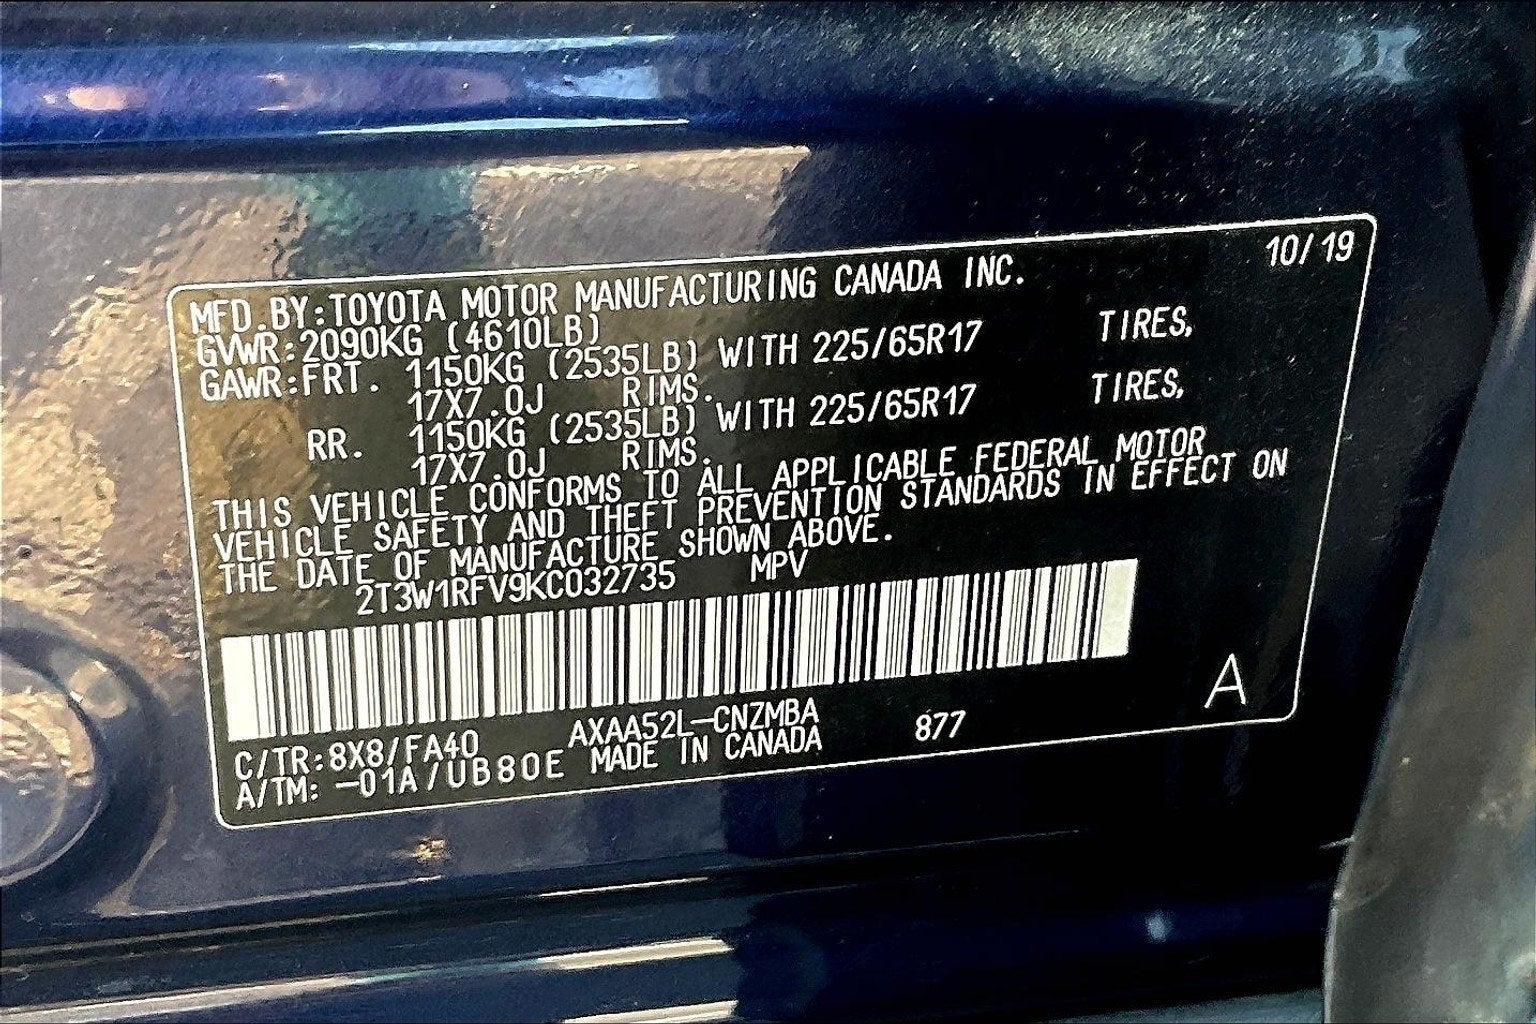 MFD.BY:TOYOTA MOTOR MANUFACTURING CANADA INC. 10/19
GVWR:2090KG (4610LB)
GAWR:FRT. 1150KG (2535LB) WITH 225/65R17 TIRES,
17X7.0J RIMS.
RR. 1150KG (2535LB) WITH 225/65R17 TIRES,
17X7.0J RIMS.
THIS VEHICLE CONFORMS TO ALL APPLICABLE FEDERAL MOTOR
VEHICLE SAFETY AND THEFT PREVENTION STANDARDS IN EFFECT ON
THE DATE OF MANUFACTURE SHOWN ABOVE.
2T3W1RFV9KC032735 MPV
A
C/TR:8X8/FA40 AXAA52L-CNZMBA 877
A/TM: -01A/UB80E MADE IN CANADA